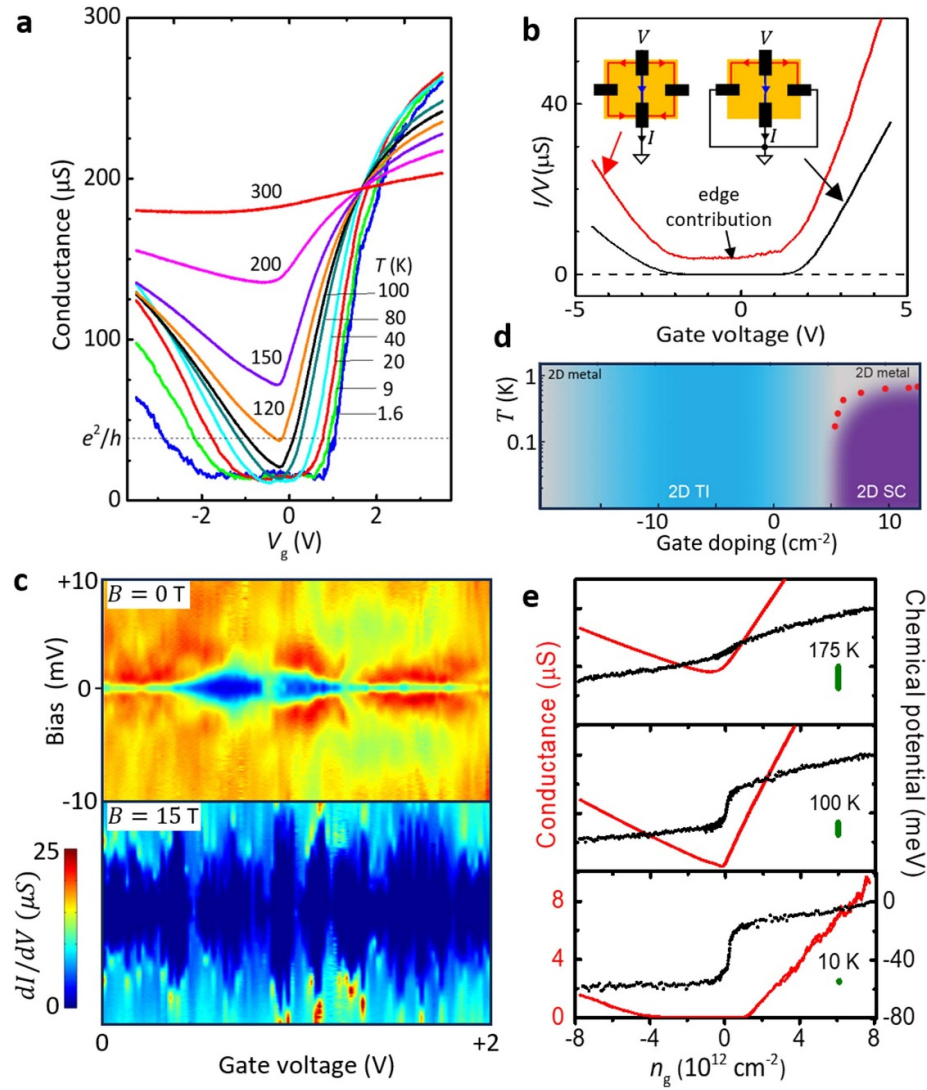 a
300
200
100
0
Conductance (µS)
e²/h
300
200
150
120
T (K)
100
80
40
20
9
1.6
-2
0
2
V_g (V)
b
V
V
I
I
40
0
I/V (µS)
edge
contribution
-5
0
5
Gate voltage (V)
d
1
0.1
T (K)
2D metal
2D metal
2D TI
2D SC
-10
0
10
Gate doping (cm⁻²)
c
+10
0
-10
Bias (mV)
B = 0 T
B = 15 T
25
0
dI/dV (µS)
0
+2
Gate voltage (V)
e
Conductance (µS)
Chemical potential (meV)
175 K
100 K
10 K
8
4
0
0
-40
-80
-8
-4
0
4
8
n_g (10¹² cm⁻²)